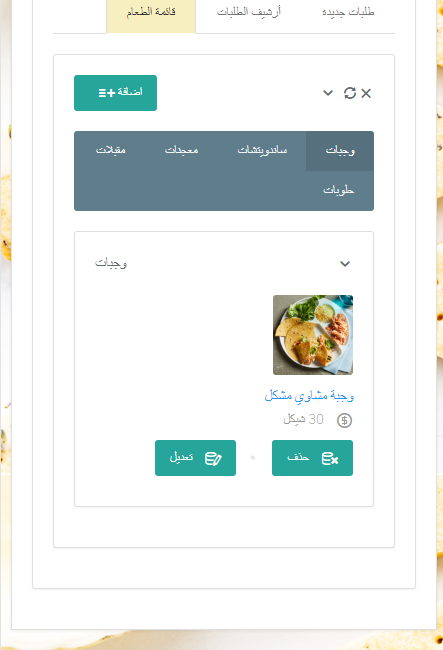 طلبات جديدة أرشيف الطلبات قائمة الطعام
اضافة
وجبات ساندويتشات معجنات مقبلات
حلويات
وجبات
وجبة مشاوي مشكل
30 شيكل
حذف تعديل